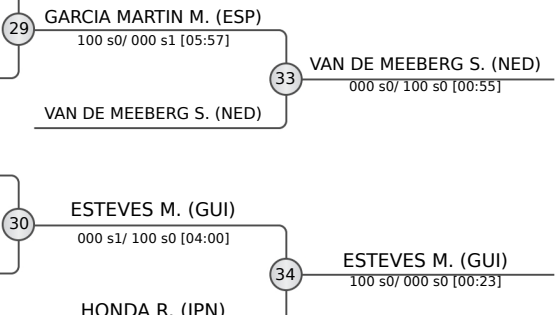 29
GARCIA MARTIN M. (ESP)
100 s0/ 000 s1 [05:57]
33
VAN DE MEEBERG S. (NED)
000 s0/ 100 s0 [00:55]
VAN DE MEEBERG S. (NED)
30
ESTEVES M. (GUI)
000 s1/ 100 s0 [04:00]
34
ESTEVES M. (GUI)
100 s0/ 000 s0 [00:23]
HONDA R. (JPN)